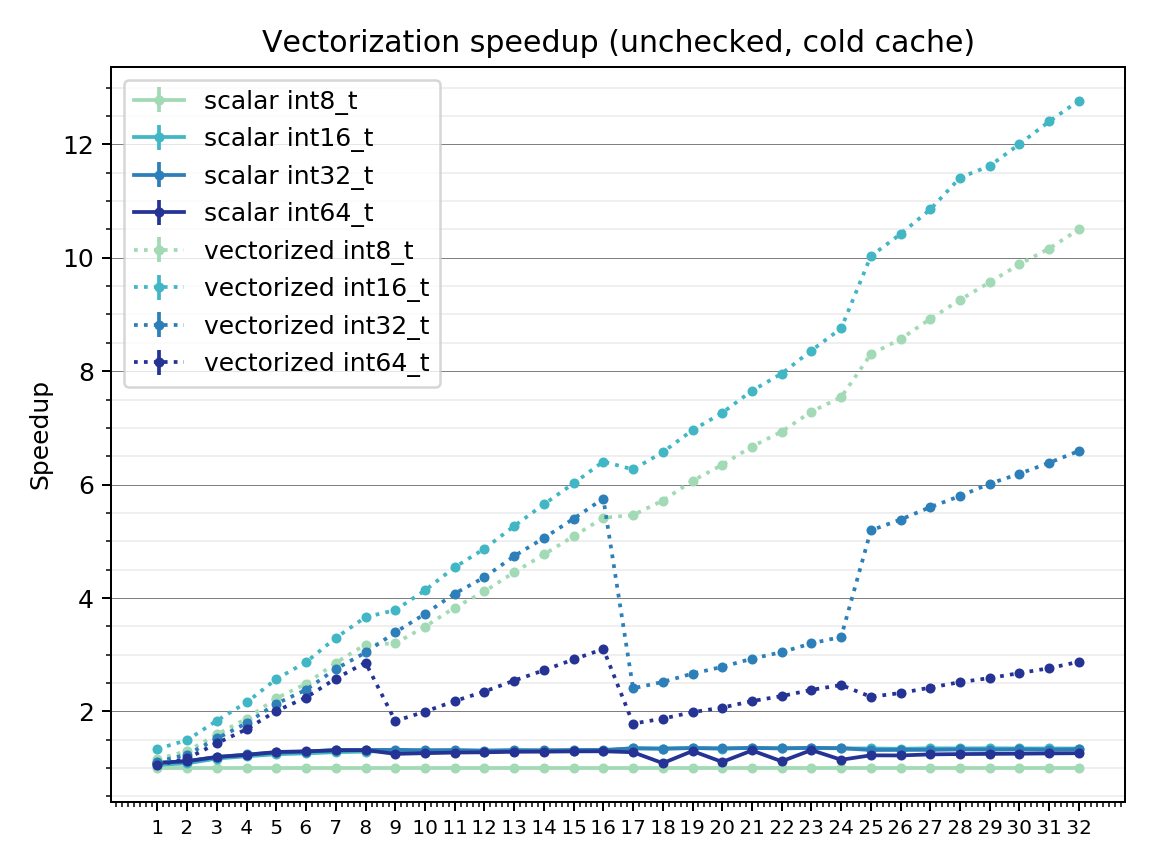 Vectorization speedup (unchecked, cold cache)
scalar int8_t
scalar int16_t
scalar int32_t
scalar int64_t
vectorized int8_t
vectorized int16_t
vectorized int32_t
vectorized int64_t
Speedup
12
10
8
6
4
2
1 2 3 4 5 6 7 8 9 10 11 12 13 14 15 16 17 18 19 20 21 22 23 24 25 26 27 28 29 30 31 32